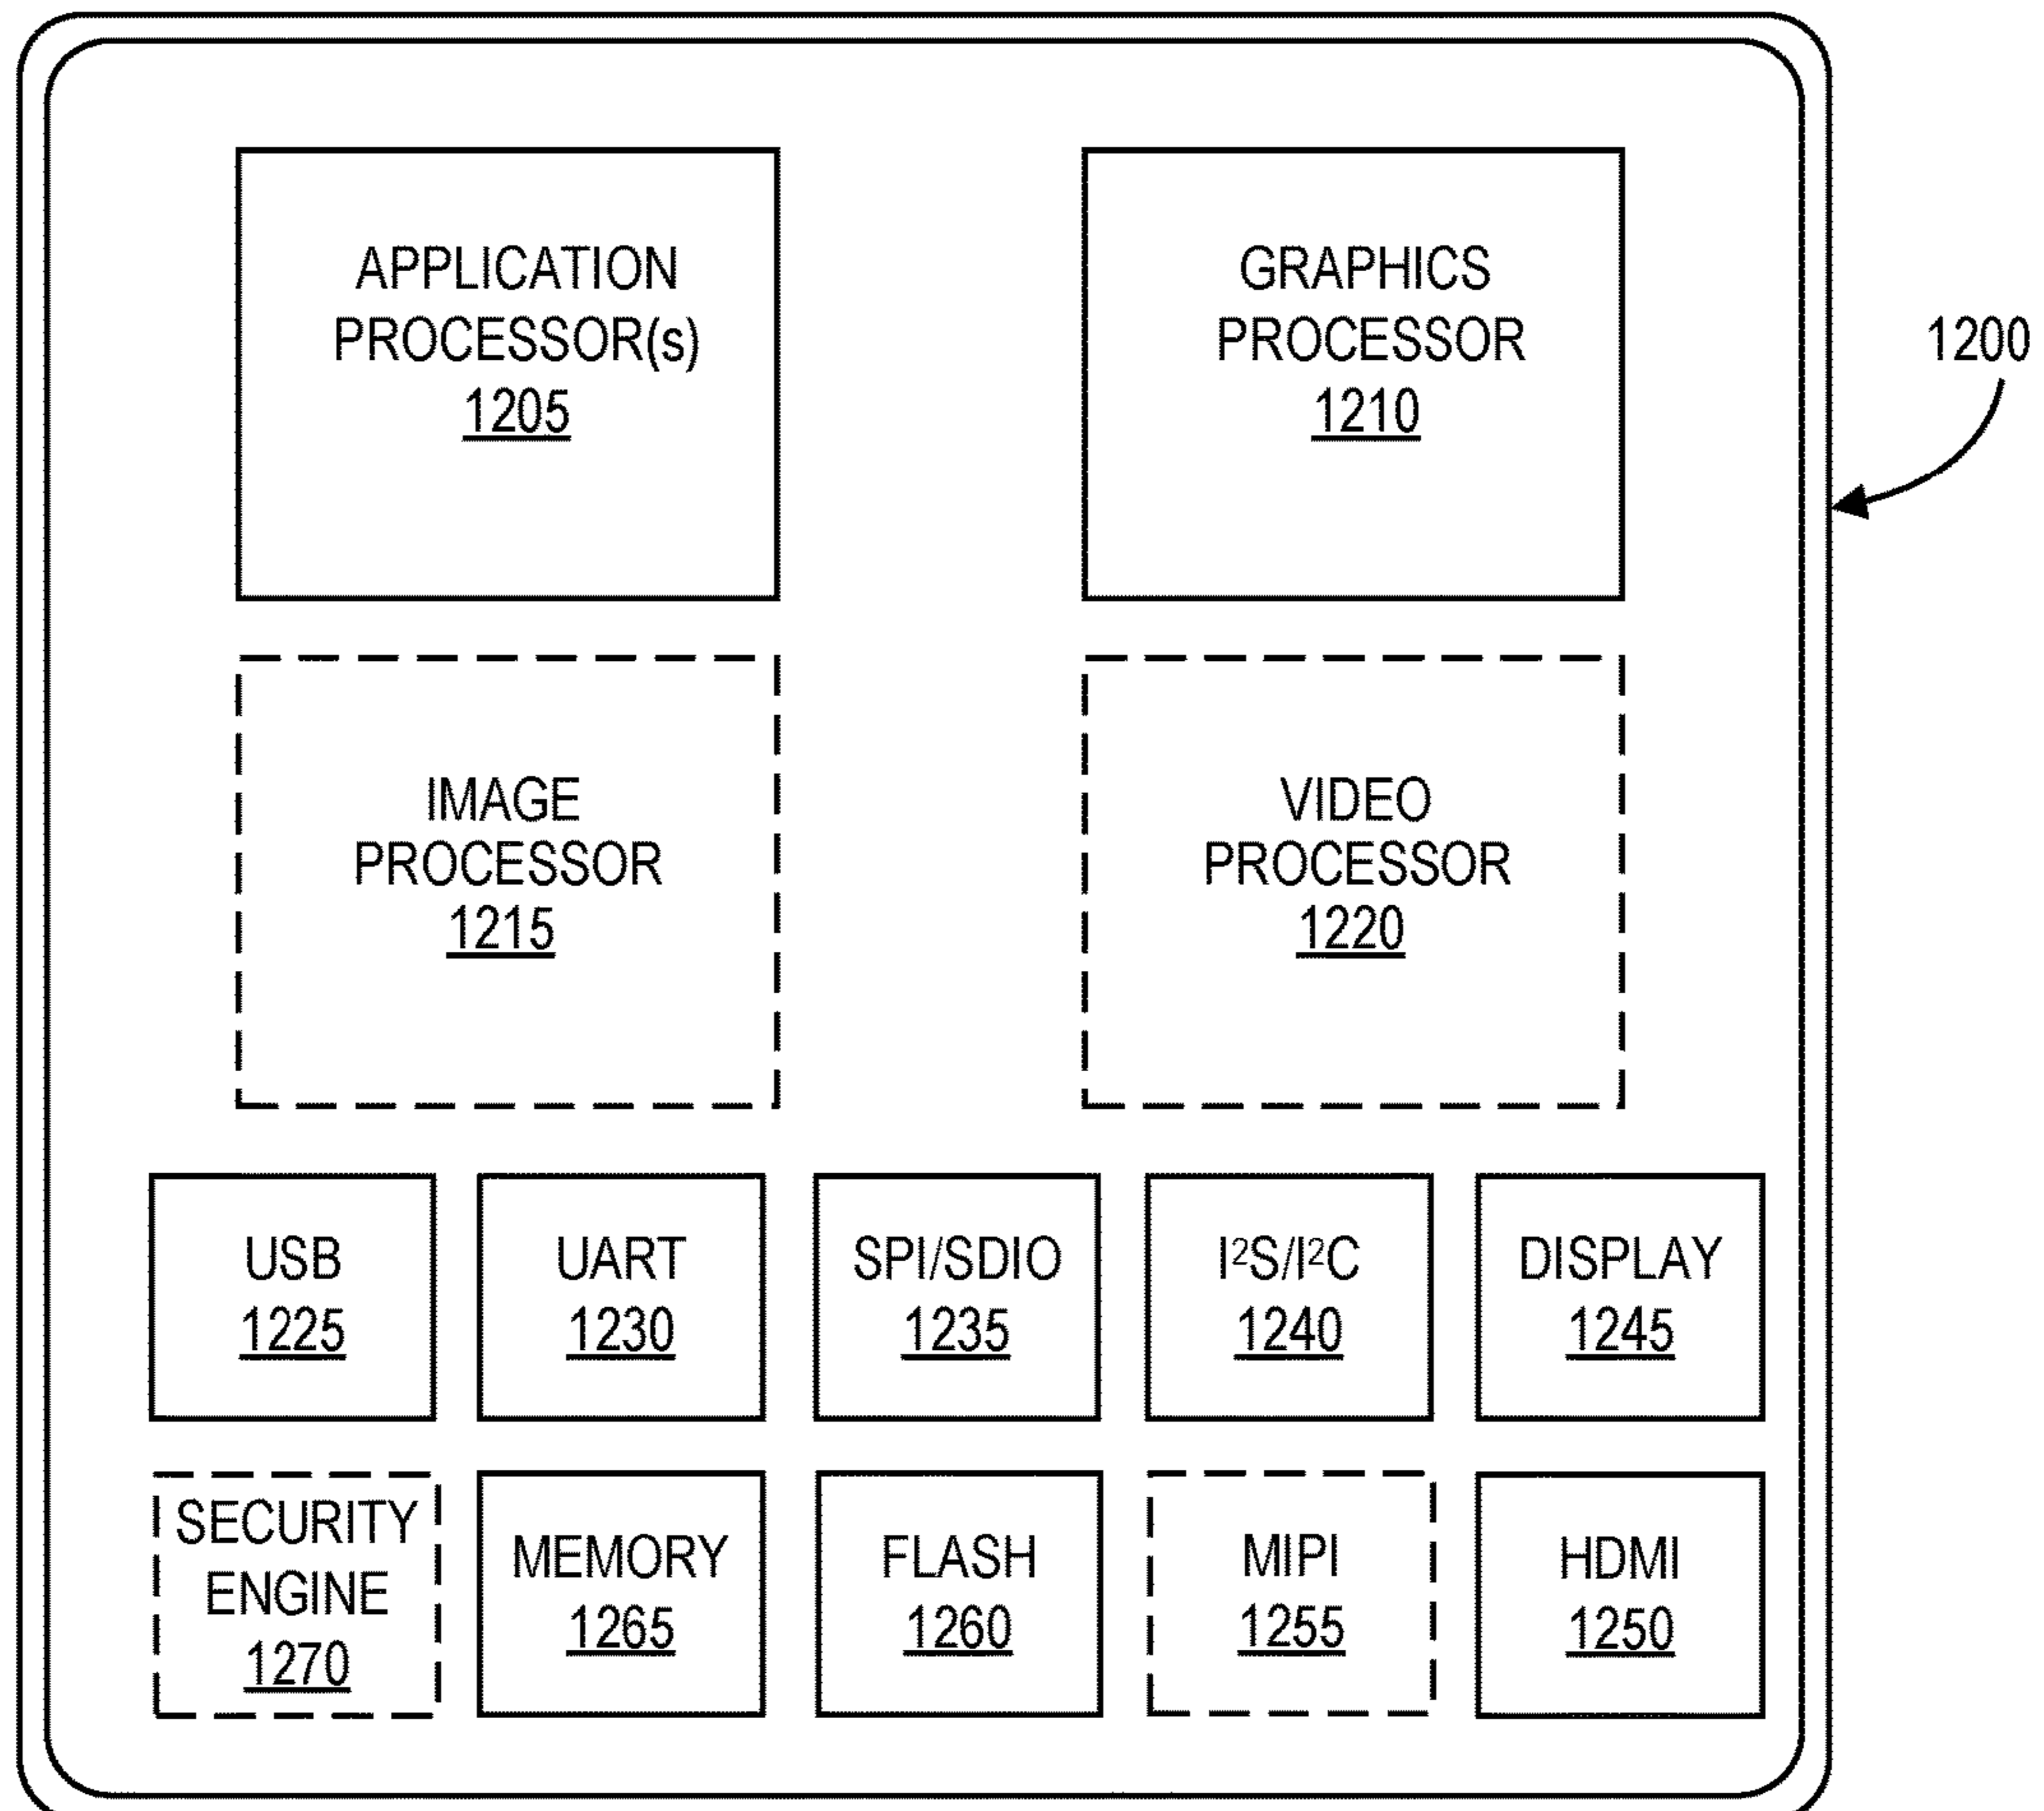 APPLICATION
PROCESSOR(s)
1205
GRAPHICS
PROCESSOR
1210
1200
IMAGE
PROCESSOR
1215
VIDEO
PROCESSOR
1220
USB
1225
UART
1230
SPI/SDIO
1235
I²S/I²C
1240
DISPLAY
1245
SECURITY
ENGINE
1270
MEMORY
1265
FLASH
1260
MIPI
1255
HDMI
1250